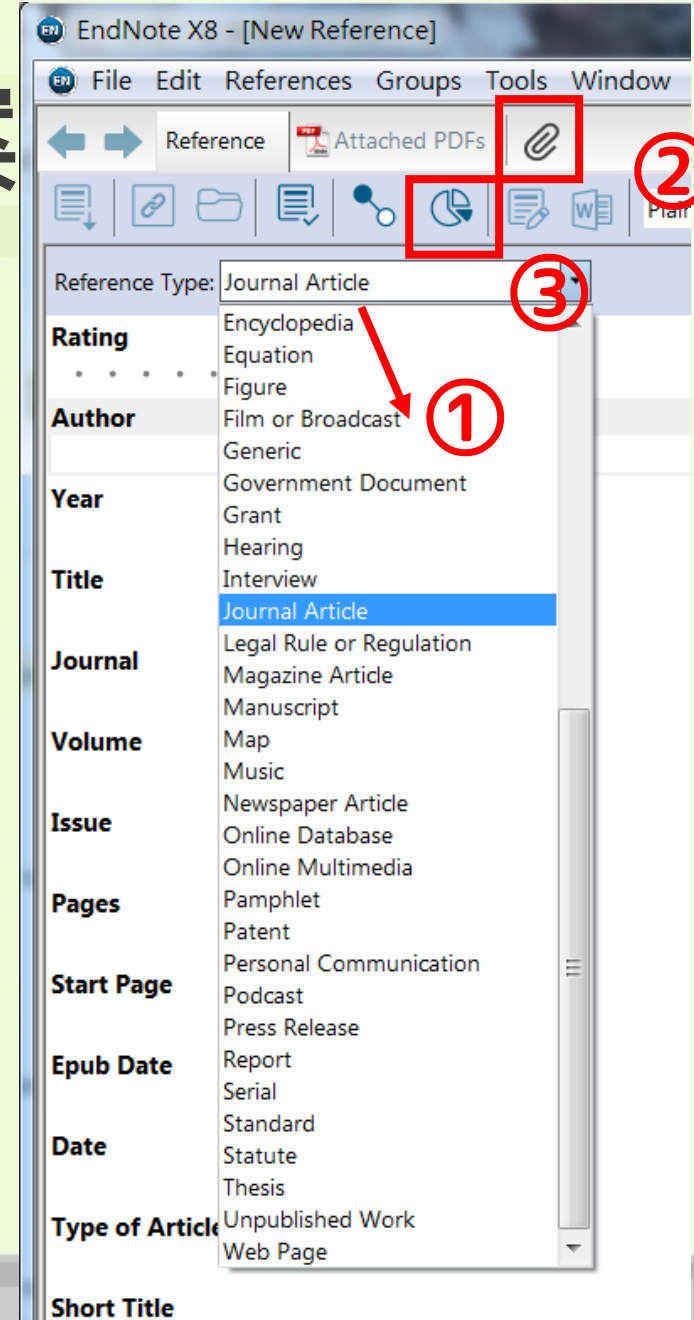 EndNote X8 - [New Reference]
File Edit References Groups Tools Window
Reference Attached PDFs
②
Plain
Reference Type: Journal Article
③
Rating
Encyclopedia
Equation
Figure
Author
Film or Broadcast
①
Generic
Year
Government Document
Grant
Hearing
Title
Interview
Journal Article
Journal
Legal Rule or Regulation
Magazine Article
Manuscript
Volume
Map
Music
Issue
Newspaper Article
Online Database
Online Multimedia
Pages
Pamphlet
Patent
Start Page
Personal Communication
Podcast
Press Release
Epub Date
Report
Serial
Date
Standard
Statute
Thesis
Type of Article
Unpublished Work
Web Page
Short Title